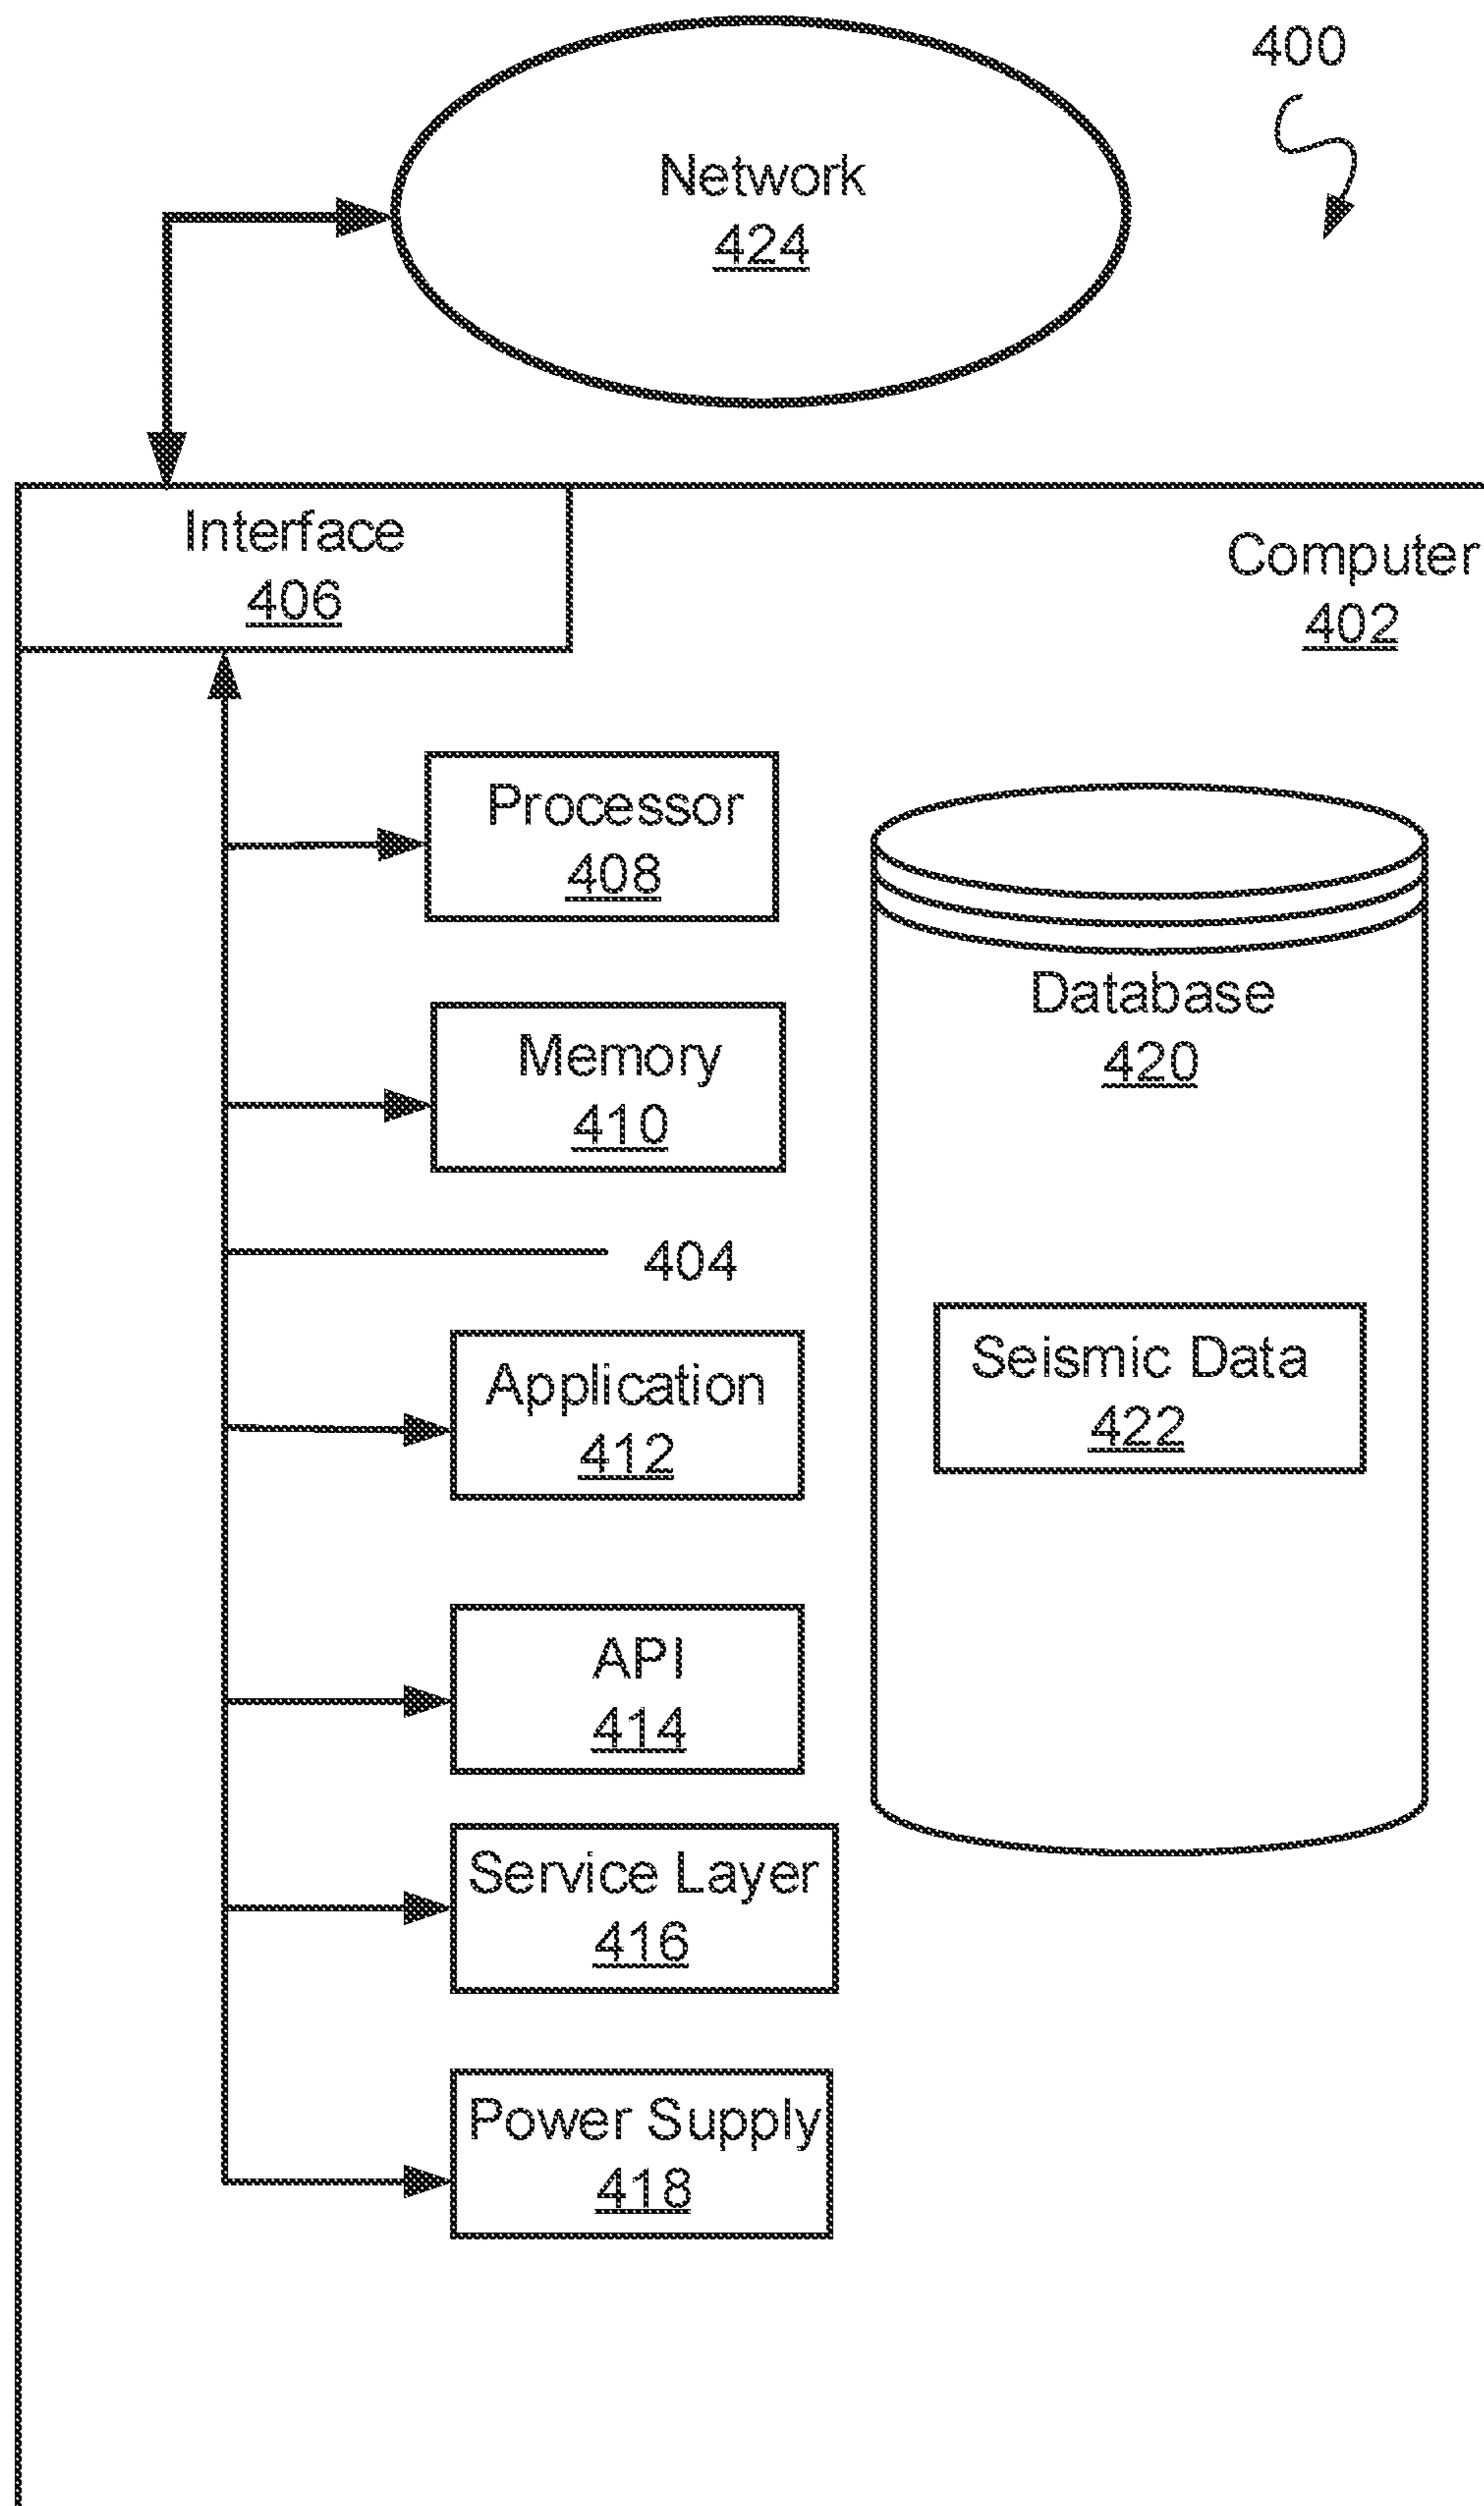 400
Network
424
Interface
406
Computer
402
Processor
408
Memory
410
404
Application
412
API
414
Service Layer
416
Power Supply
418
Database
420
Seismic Data
422